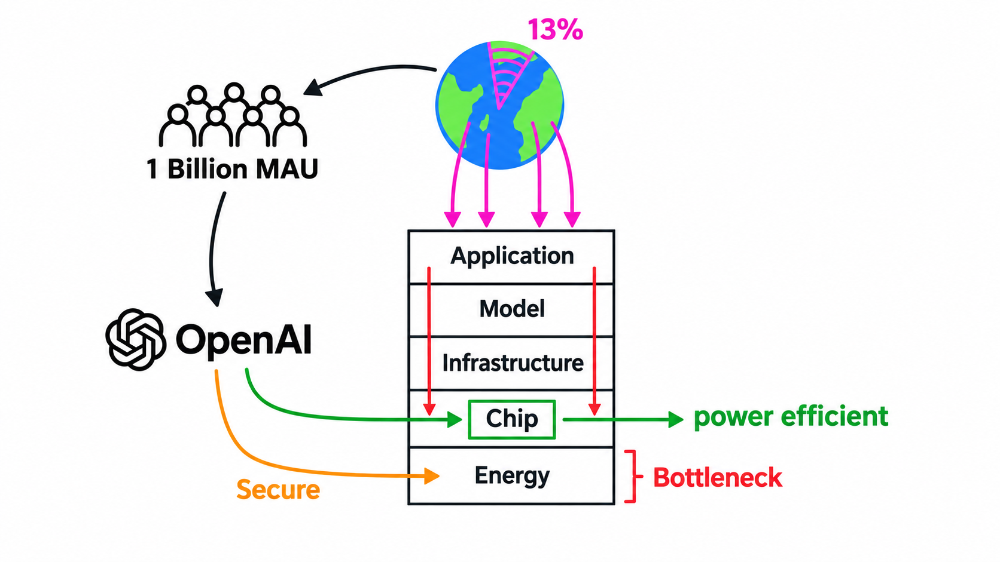 13%
1 Billion MAU
OpenAI
Application
Model
Infrastructure
Chip
power efficient
Energy
Bottleneck
Secure